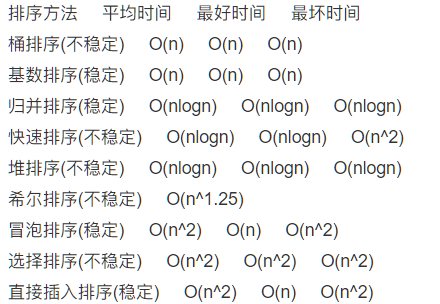 排序方法 平均时间 最好时间 最坏时间
桶排序(不稳定) O(n) O(n) O(n)
基数排序(稳定) O(n) O(n) O(n)
归并排序(稳定) O(nlogn) O(nlogn) O(nlogn)
快速排序(不稳定) O(nlogn) O(nlogn) O(n^2)
堆排序(不稳定) O(nlogn) O(nlogn) O(nlogn)
希尔排序(不稳定) O(n^1.25)
冒泡排序(稳定) O(n^2) O(n) O(n^2)
选择排序(不稳定) O(n^2) O(n^2) O(n^2)
直接插入排序(稳定) O(n^2) O(n) O(n^2)